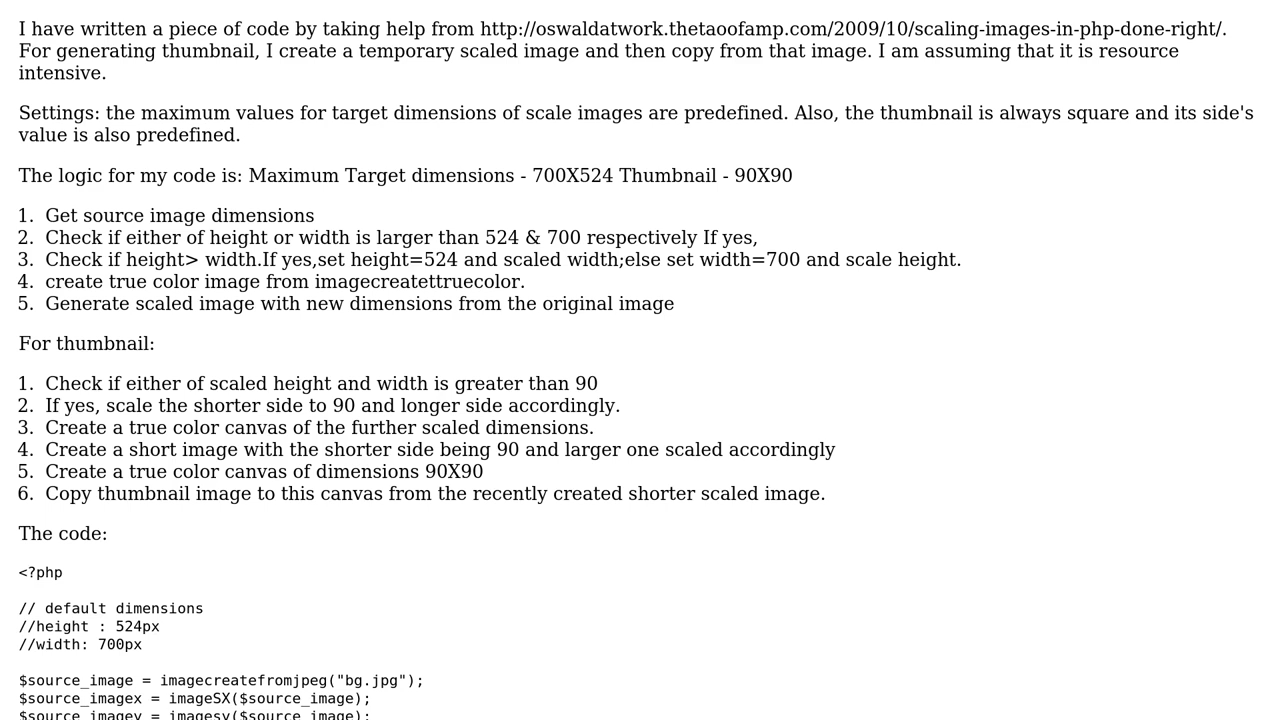 I have written a piece of code by taking help from http://oswaldatwork.thetaoofamp.com/2009/10/scaling-images-in-php-done-right/.
For generating thumbnail, I create a temporary scaled image and then copy from that image. I am assuming that it is resource
intensive.
Settings: the maximum values for target dimensions of scale images are predefined. Also, the thumbnail is always square and its side's
value is also predefined.
The logic for my code is: Maximum Target dimensions - 700X524 Thumbnail - 90X90
1. Get source image dimensions
2. Check if either of height or width is larger than 524 & 700 respectively If yes,
3. Check if height> width.If yes,set height=524 and scaled width;else set width=700 and scale height.
4. create true color image from imagecreatettruecolor.
5. Generate scaled image with new dimensions from the original image
For thumbnail:
1. Check if either of scaled height and width is greater than 90
2. If yes, scale the shorter side to 90 and longer side accordingly.
3. Create a true color canvas of the further scaled dimensions.
4. Create a short image with the shorter side being 90 and larger one scaled accordingly
5. Create a true color canvas of dimensions 90X90
6. Copy thumbnail image to this canvas from the recently created shorter scaled image.
The code:
<?php
// default dimensions
//height : 524px
//width: 700px
$source_image = imagecreatefromjpeg("bg.jpg");
$source_imagex = imageSX($source_image);
$source_imagey = imagesy($source_image);